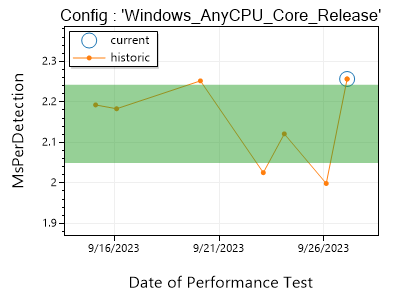 Config : 'Windows_AnyCPU_Core_Release'
current
historic
MsPerDetection
2.3
2.2
2.1
2
1.9
9/16/2023
9/21/2023
9/26/2023
Date of Performance Test